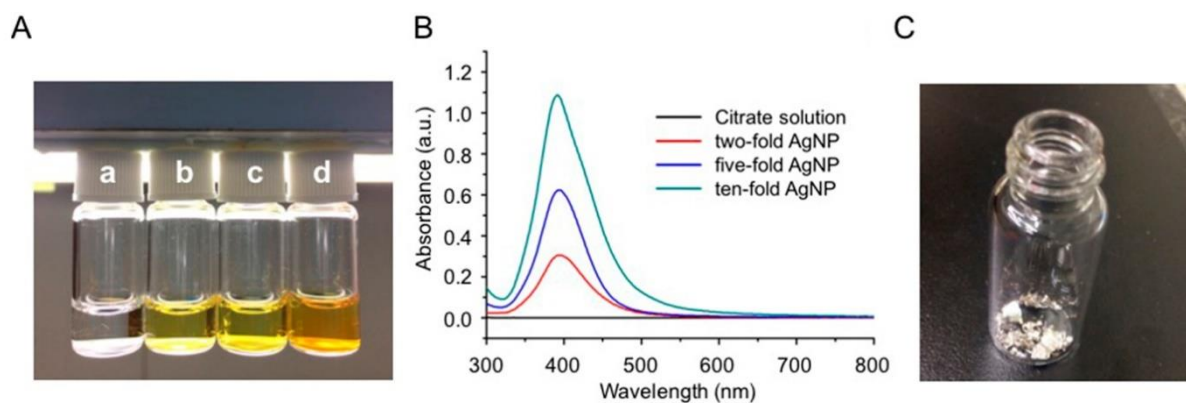 A
a b c d
B
1.2
1.0
0.8
0.6
0.4
0.2
0.0
Absorbance (a.u.)
Citrate solution
two-fold AgNP
five-fold AgNP
ten-fold AgNP
300 400 500 600 700 800
Wavelength (nm)
C